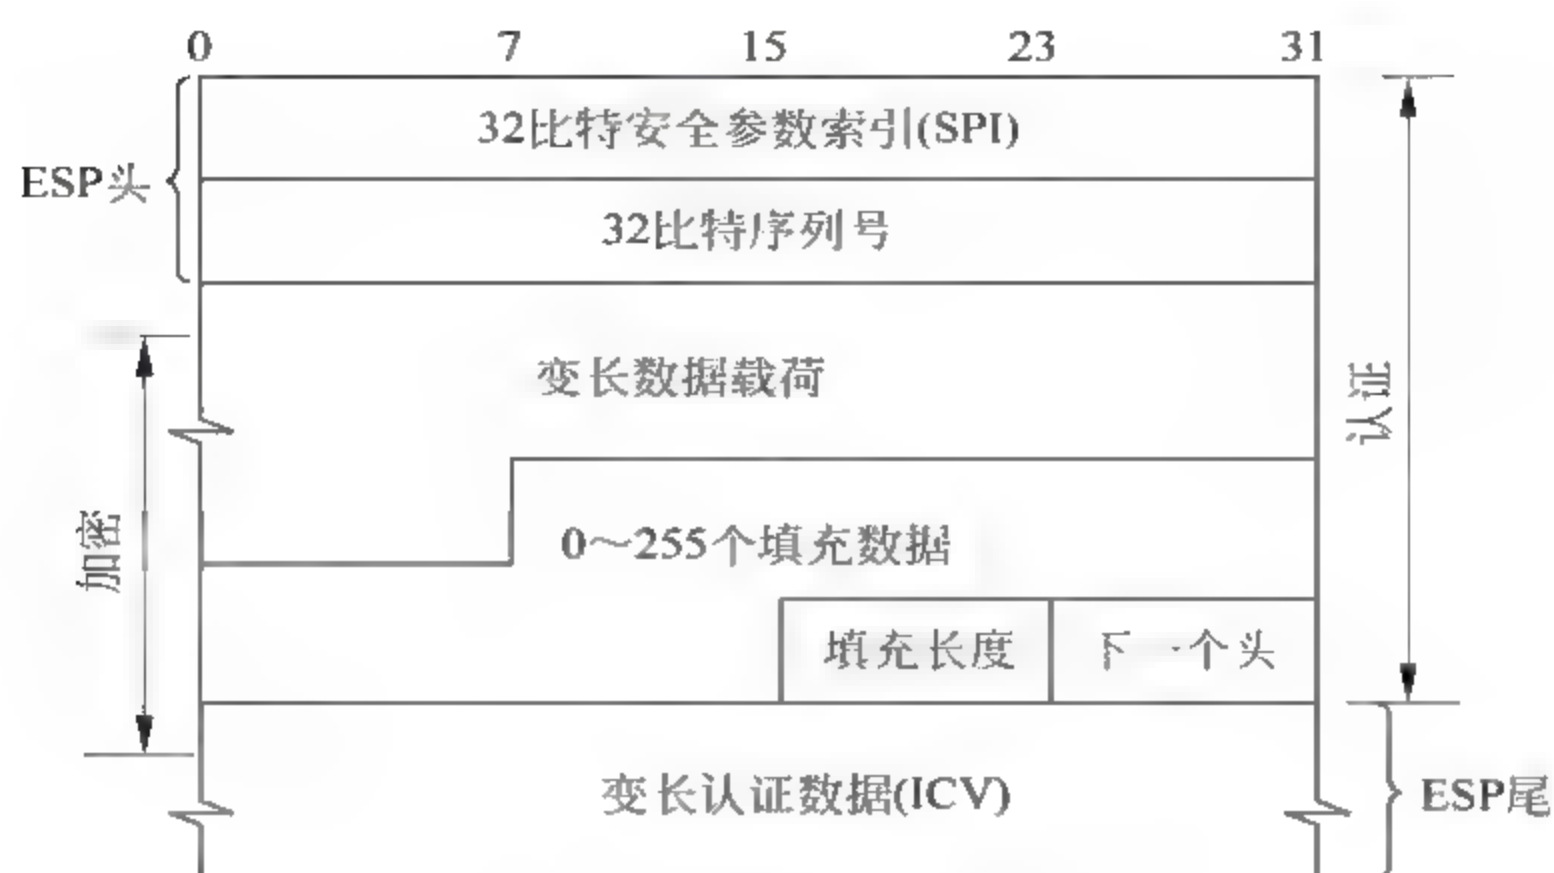 0 7 15 23 31
32比特安全参数索引(SPI)
ESP头
32比特序列号
变长数据载荷
认证
加密
0～255个填充数据
填充长度 下一个头
变长认证数据(ICV)
ESP尾